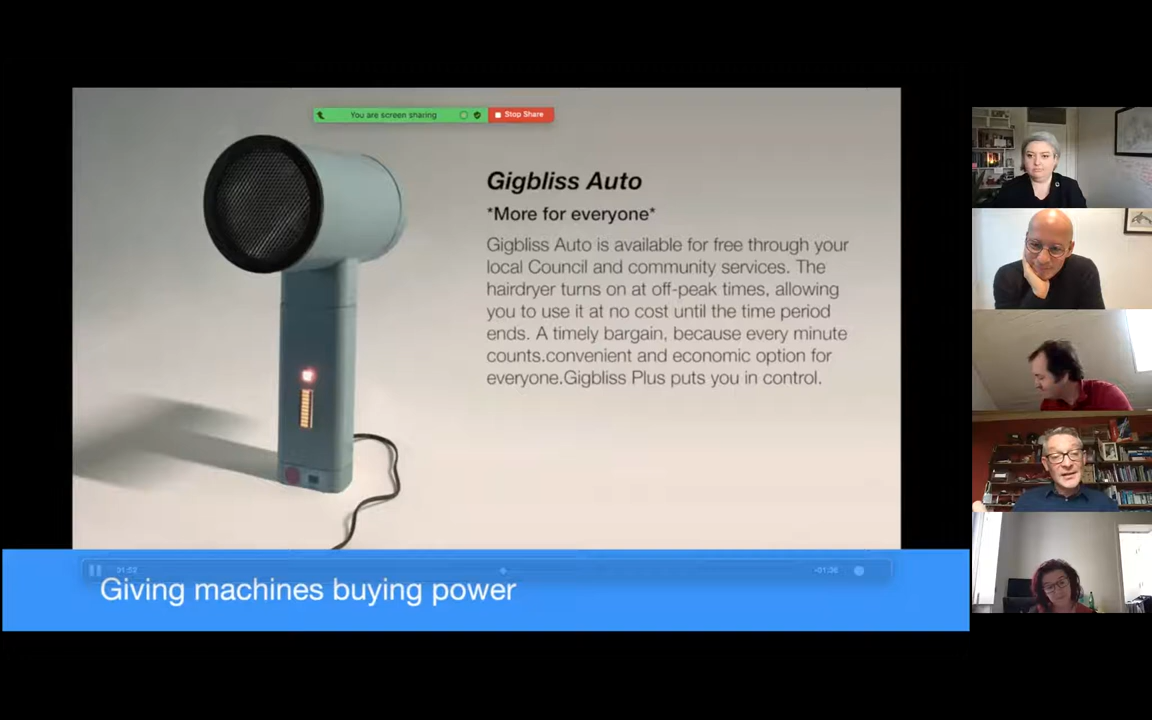 You are screen sharing
Stop Share
Gigbliss Auto
*More for everyone*
Gigbliss Auto is available for free through your
local Council and community services. The
hairdryer turns on at off-peak times, allowing
you to use it at no cost until the time period
ends. A timely bargain, because every minute
counts.convenient and economic option for
everyone.Gigbliss Plus puts you in control.
01:52
Giving machines buying power